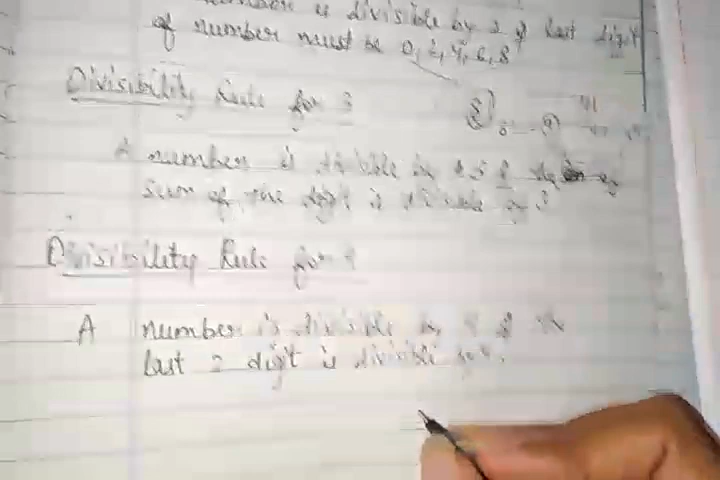 number is divisible by 2 if last digit
of number must be 0, 2, 4, 6, 8
Divisibility Rule for 3
A number is divisible by 3 if
sum of the digit is divisible by 3
Divisibility Rule for 4
A number is divisible by 4 if the
last 2 digit is divisible by 4.